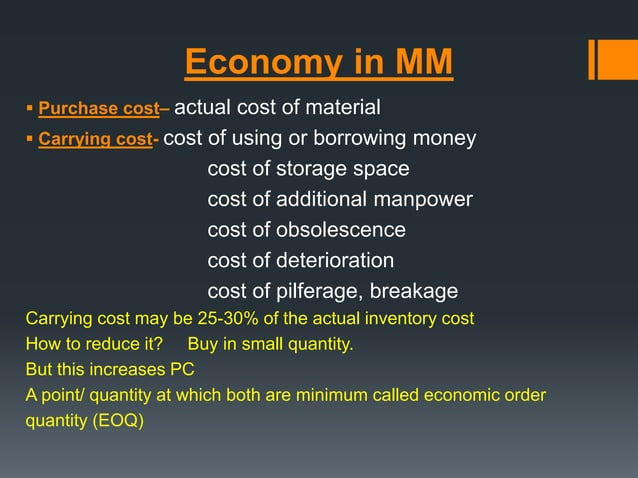 Economy in MM
▪ Purchase cost– actual cost of material
▪ Carrying cost- cost of using or borrowing money
cost of storage space
cost of additional manpower
cost of obsolescence
cost of deterioration
cost of pilferage, breakage
Carrying cost may be 25-30% of the actual inventory cost
How to reduce it? Buy in small quantity.
But this increases PC
A point/ quantity at which both are minimum called economic order
quantity (EOQ)